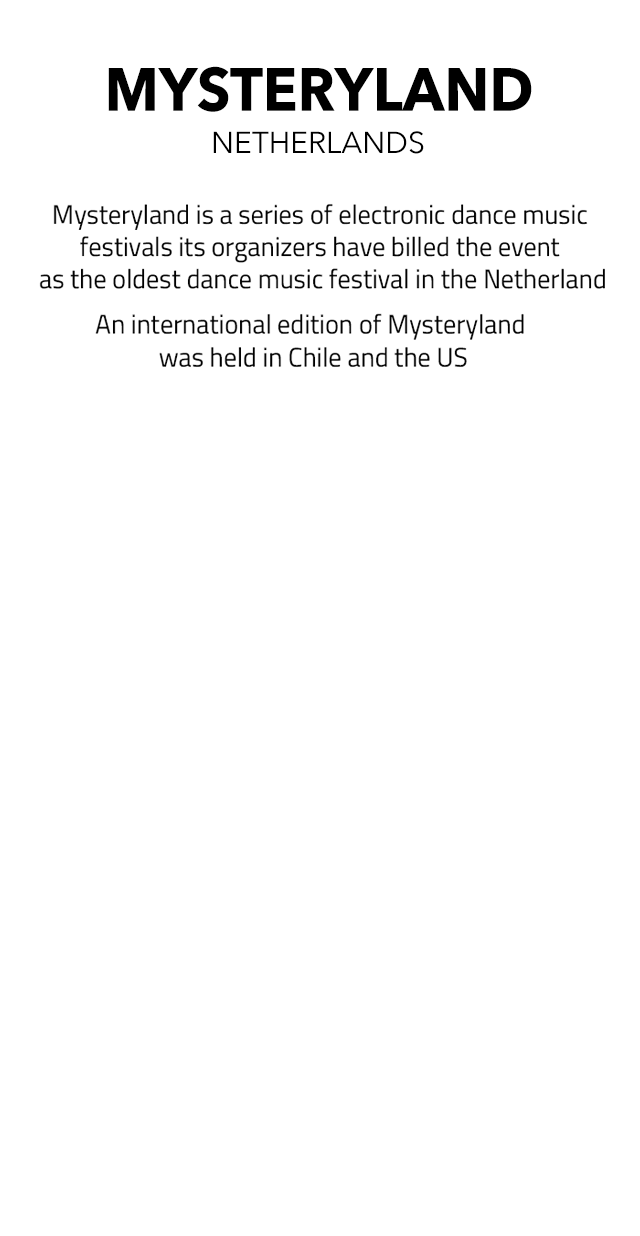 MYSTERYLAND
NETHERLANDS
Mysteryland is a series of electronic dance music
festivals its organizers have billed the event
as the oldest dance music festival in the Netherland
An international edition of Mysteryland
was held in Chile and the US